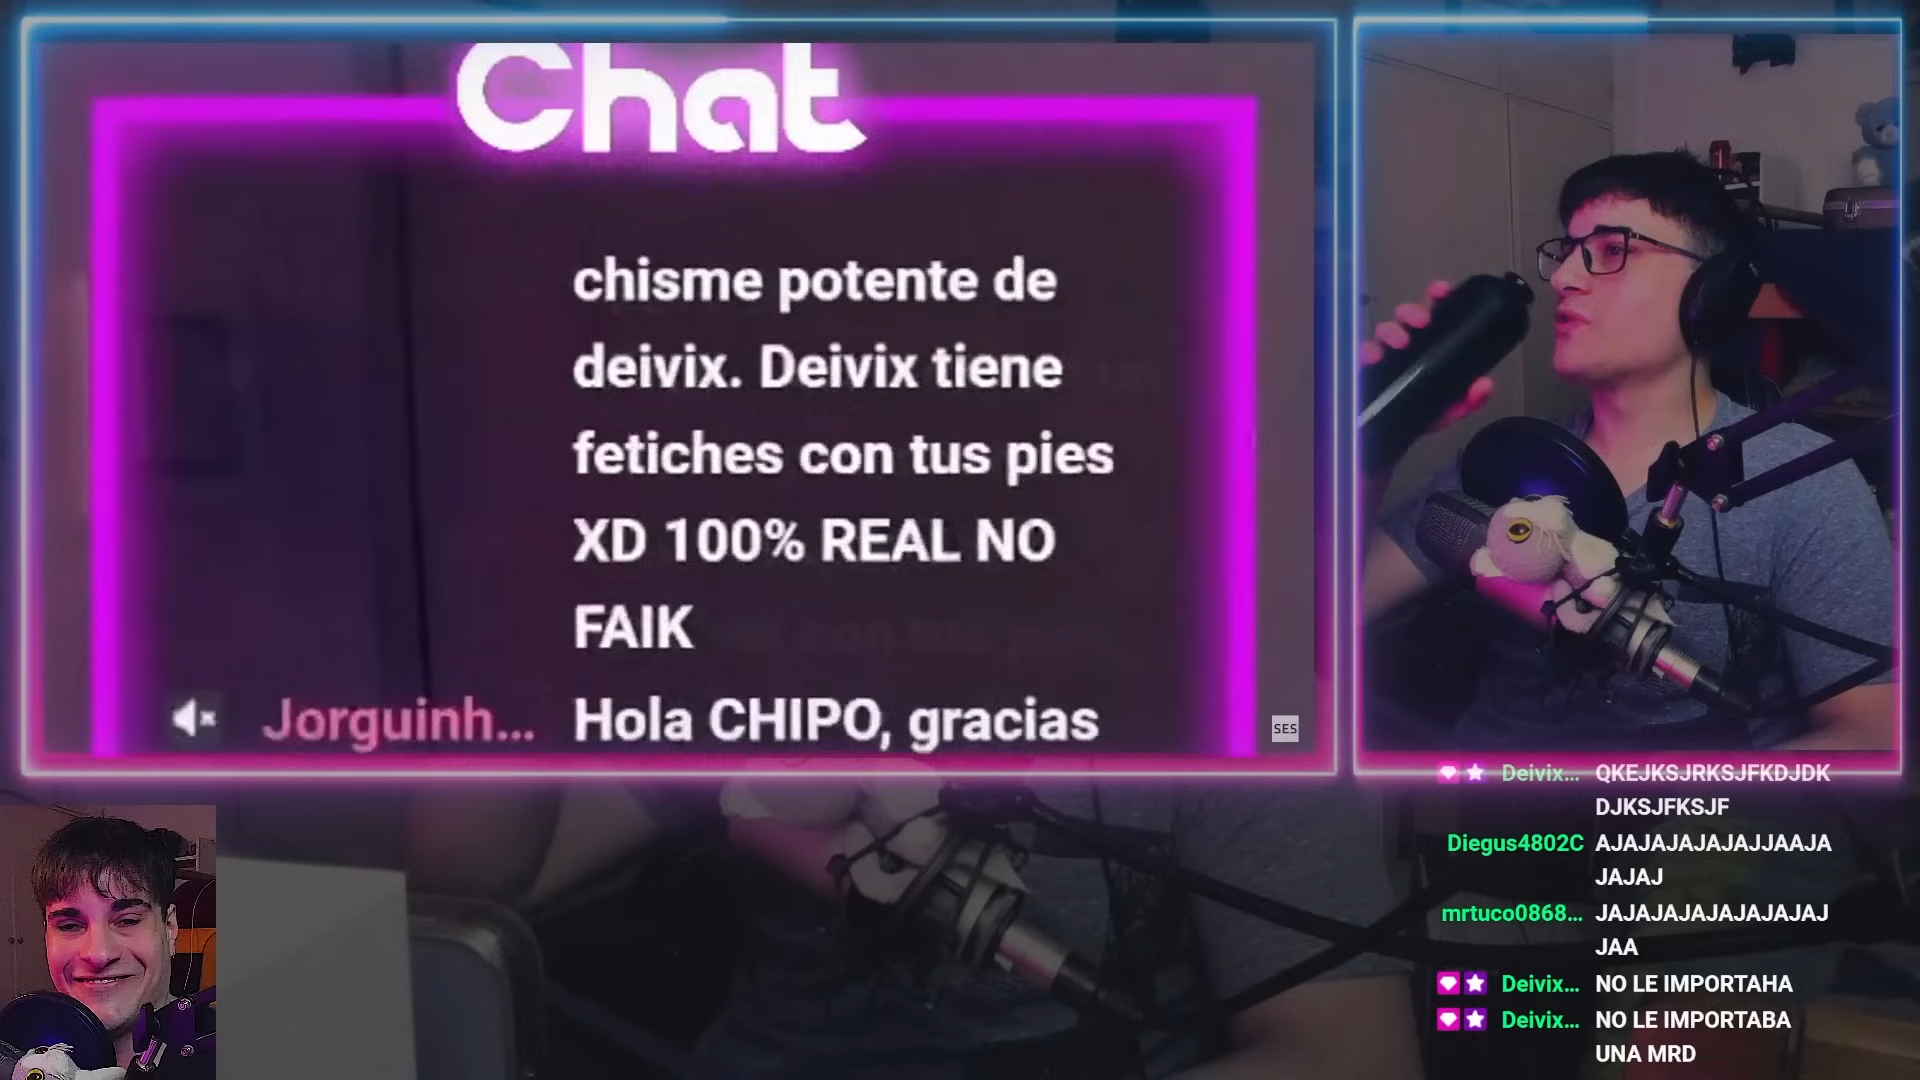 Chat
chisme potente de
deivix. Deivix tiene
fetiches con tus pies
XD 100% REAL NO
FAIK
Jorguinh... Hola CHIPO, gracias
SES
Deivix... QKEJKSJRKSJFKDJDK
DJKSJFKSJF
Diegus4802C AJAJAJAJAJAJJAAJA
JAJAJ
mrtuco0868... JAJAJAJAJAJAJAJAJ
JAA
Deivix... NO LE IMPORTAHA
Deivix... NO LE IMPORTABA
UNA MRD